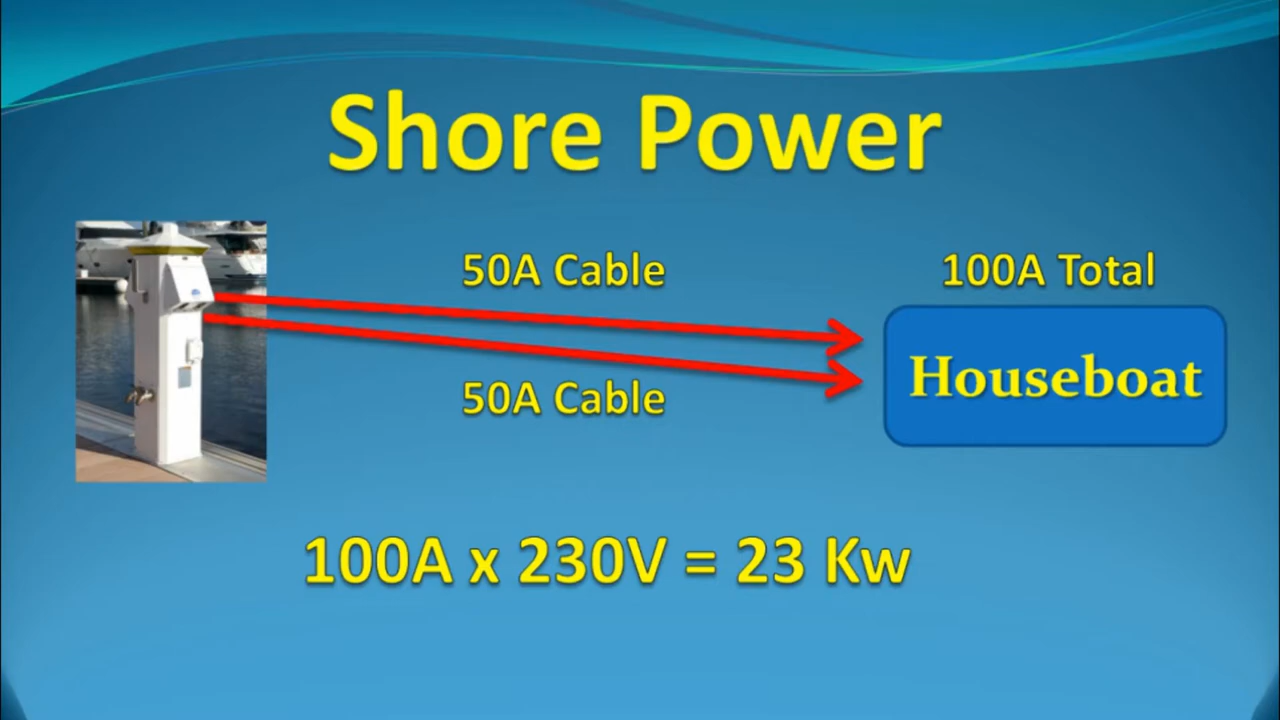 Shore Power
50A Cable
100A Total
Houseboat
50A Cable
100A x 230V = 23 Kw